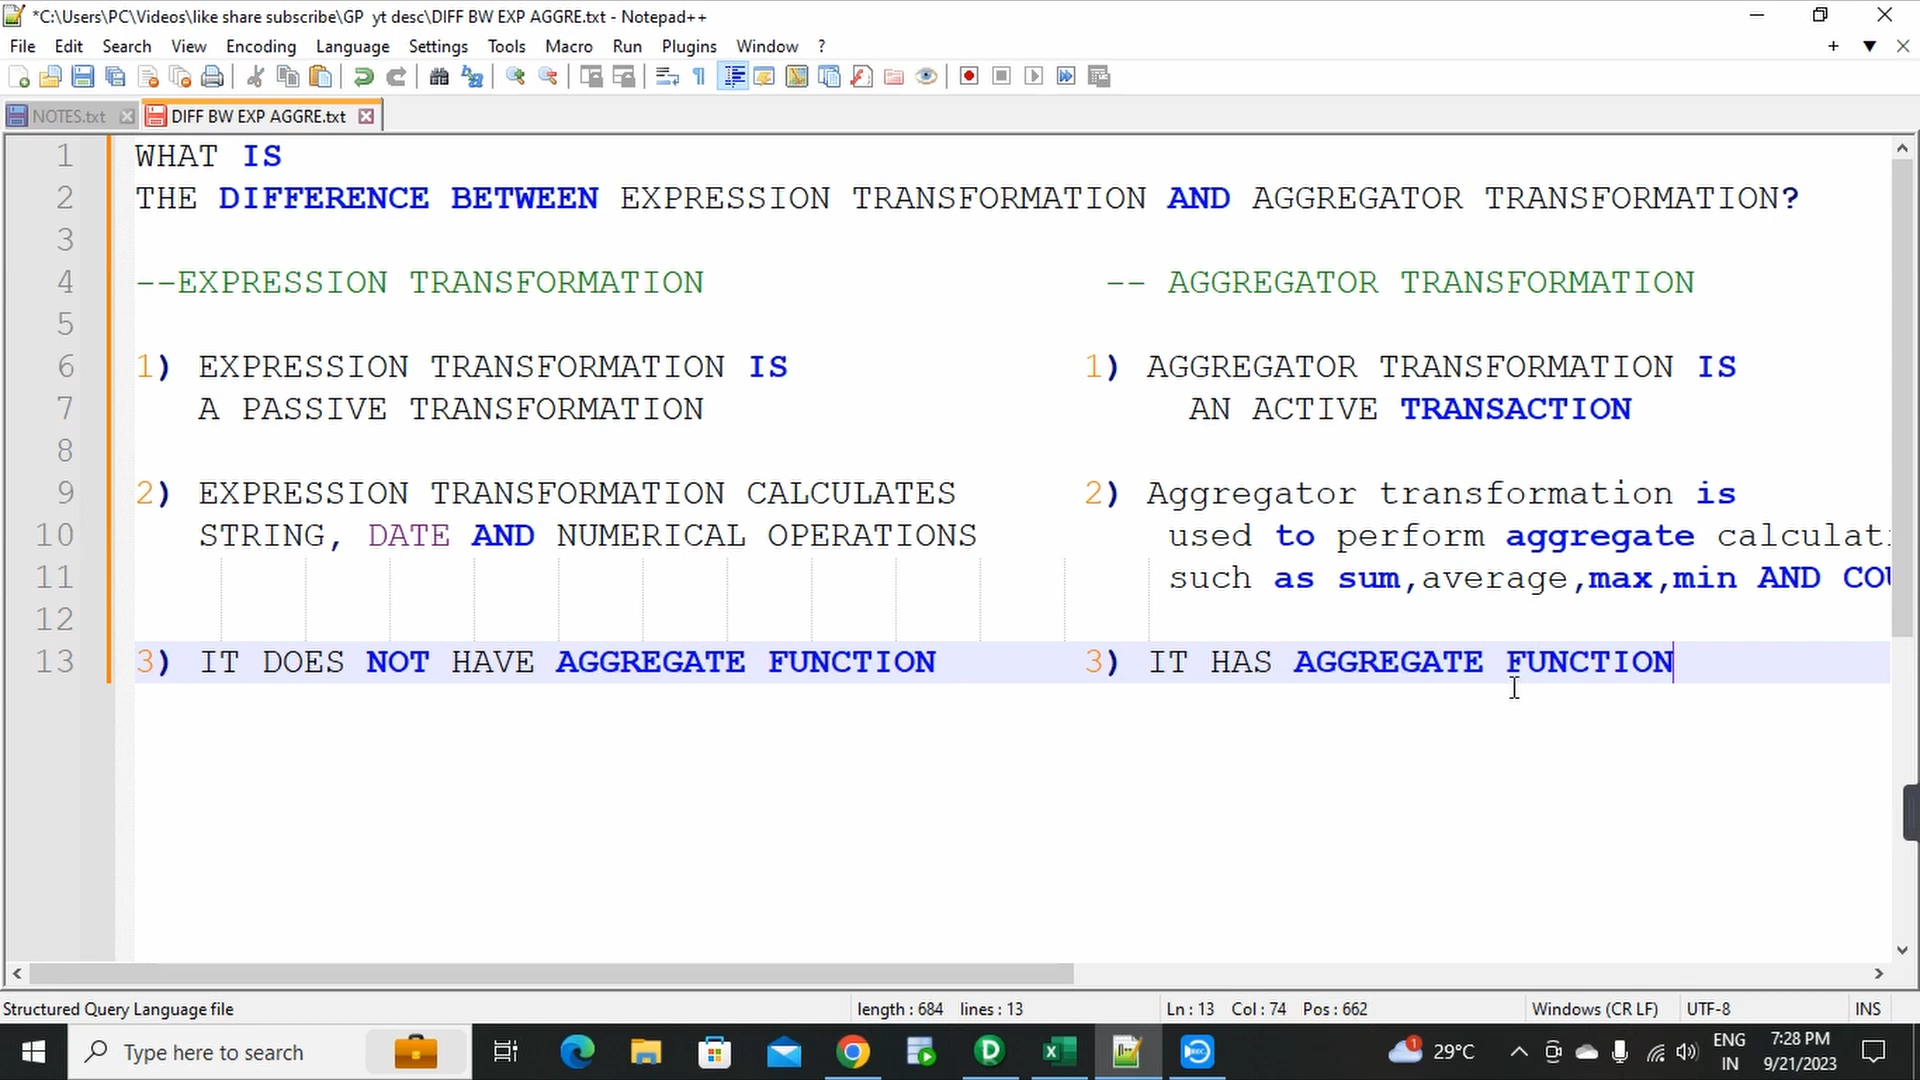 *C:\Users\PC\Videos\like share subscribe\GP yt desc\DIFF BW EXP AGGRE.txt - Notepad++
File Edit Search View Encoding Language Settings Tools Macro Run Plugins Window ?
NOTES.txt DIFF BW EXP AGGRE.txt
1 WHAT IS
2 THE DIFFERENCE BETWEEN EXPRESSION TRANSFORMATION AND AGGREGATOR TRANSFORMATION?
3
4 --EXPRESSION TRANSFORMATION -- AGGREGATOR TRANSFORMATION
5
6 1) EXPRESSION TRANSFORMATION IS 1) AGGREGATOR TRANSFORMATION IS
7 A PASSIVE TRANSFORMATION AN ACTIVE TRANSACTION
8
9 2) EXPRESSION TRANSFORMATION CALCULATES 2) Aggregator transformation is
10 STRING, DATE AND NUMERICAL OPERATIONS used to perform aggregate calculati
11 such as sum,average,max,min AND COU
12
13 3) IT DOES NOT HAVE AGGREGATE FUNCTION 3) IT HAS AGGREGATE FUNCTION
Structured Query Language file length : 684 lines : 13 Ln : 13 Col : 74 Pos : 662 Windows (CR LF) UTF-8 INS
Type here to search 29°C ENG 7:28 PM
IN 9/21/2023